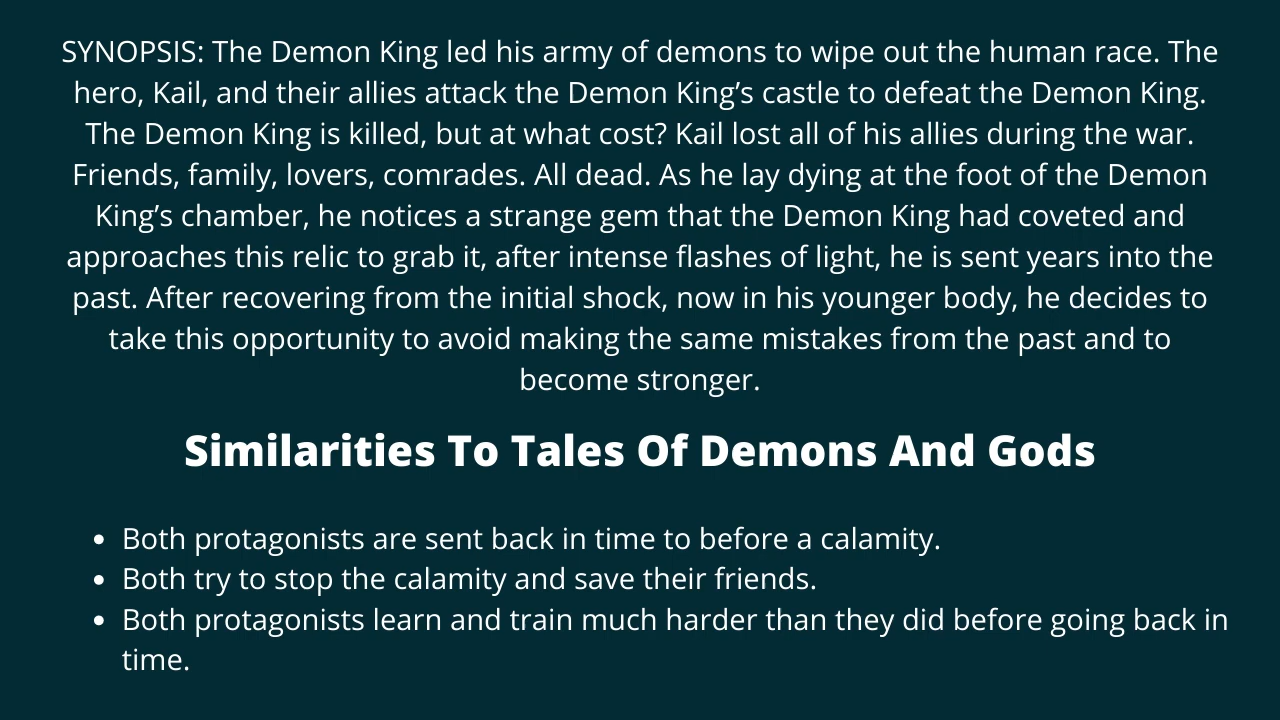 SYNOPSIS: The Demon King led his army of demons to wipe out the human race. The
hero, Kail, and their allies attack the Demon King’s castle to defeat the Demon King.
The Demon King is killed, but at what cost? Kail lost all of his allies during the war.
Friends, family, lovers, comrades. All dead. As he lay dying at the foot of the Demon
King’s chamber, he notices a strange gem that the Demon King had coveted and
approaches this relic to grab it, after intense flashes of light, he is sent years into the
past. After recovering from the initial shock, now in his younger body, he decides to
take this opportunity to avoid making the same mistakes from the past and to
become stronger.
Similarities To Tales Of Demons And Gods
• Both protagonists are sent back in time to before a calamity.
• Both try to stop the calamity and save their friends.
• Both protagonists learn and train much harder than they did before going back in
time.